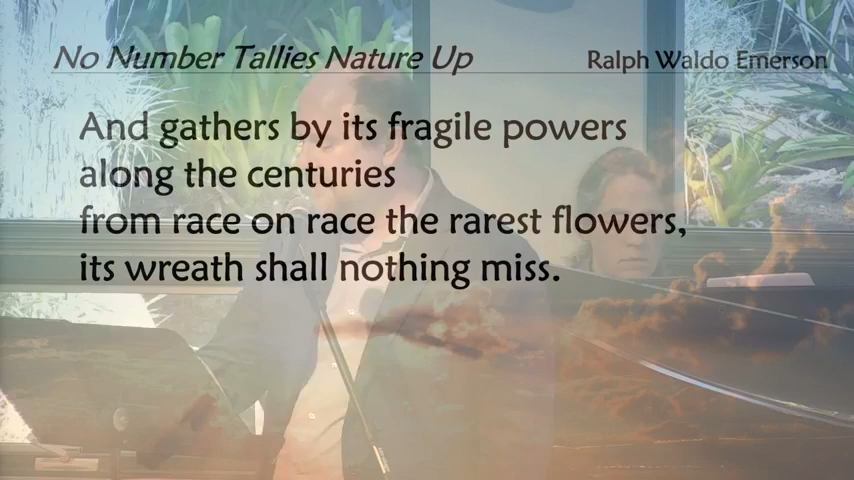 No Number Tallies Nature Up Ralph Waldo Emerson
And gathers by its fragile powers
along the centuries
from race on race the rarest flowers,
its wreath shall nothing miss.